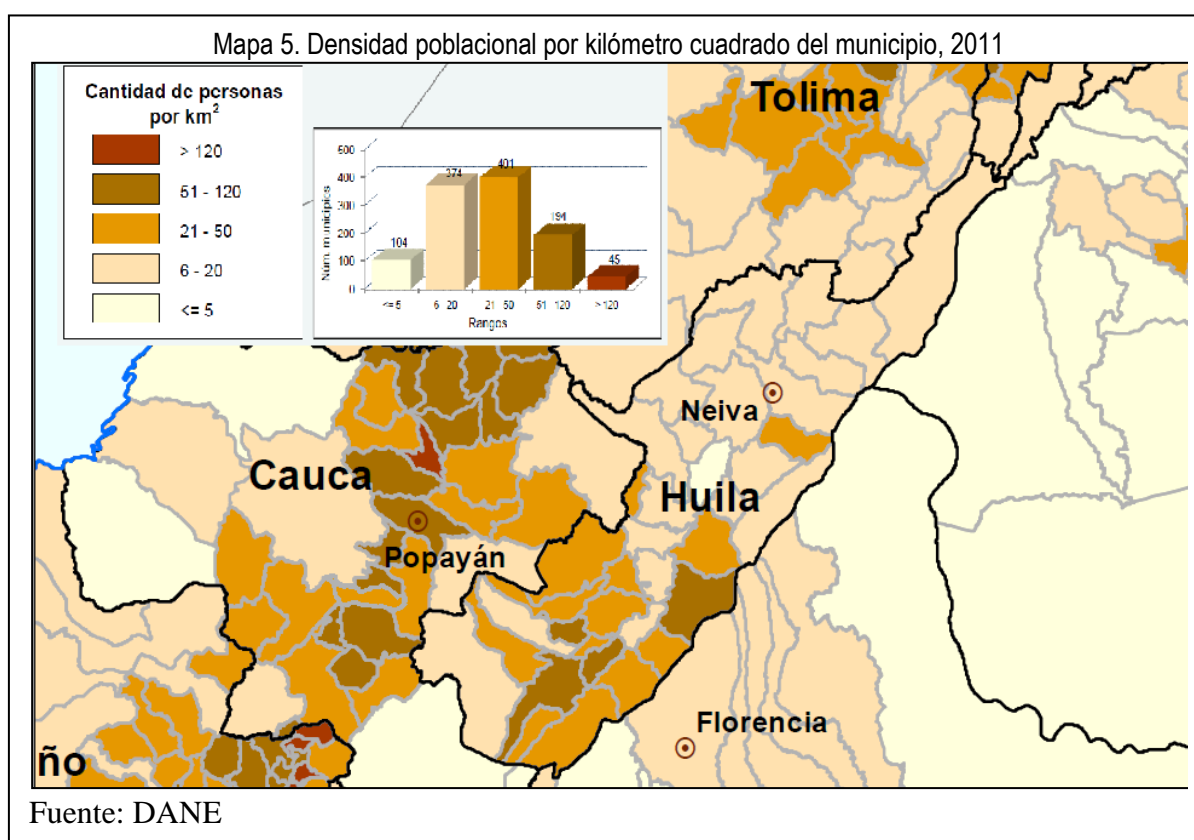 Mapa 5. Densidad poblacional por kilómetro cuadrado del municipio, 2011
Cantidad de personas
por km²
> 120
51 - 120
21 - 50
6 - 20
<= 5
Núm. municipios
500
400
300
200
100
0
104
374
401
194
45
<= 5
6 20
21 50
51 120
> 120
Rangos
Tolima
Neiva
Cauca
Huila
Popayán
Florencia
ño
Fuente: DANE